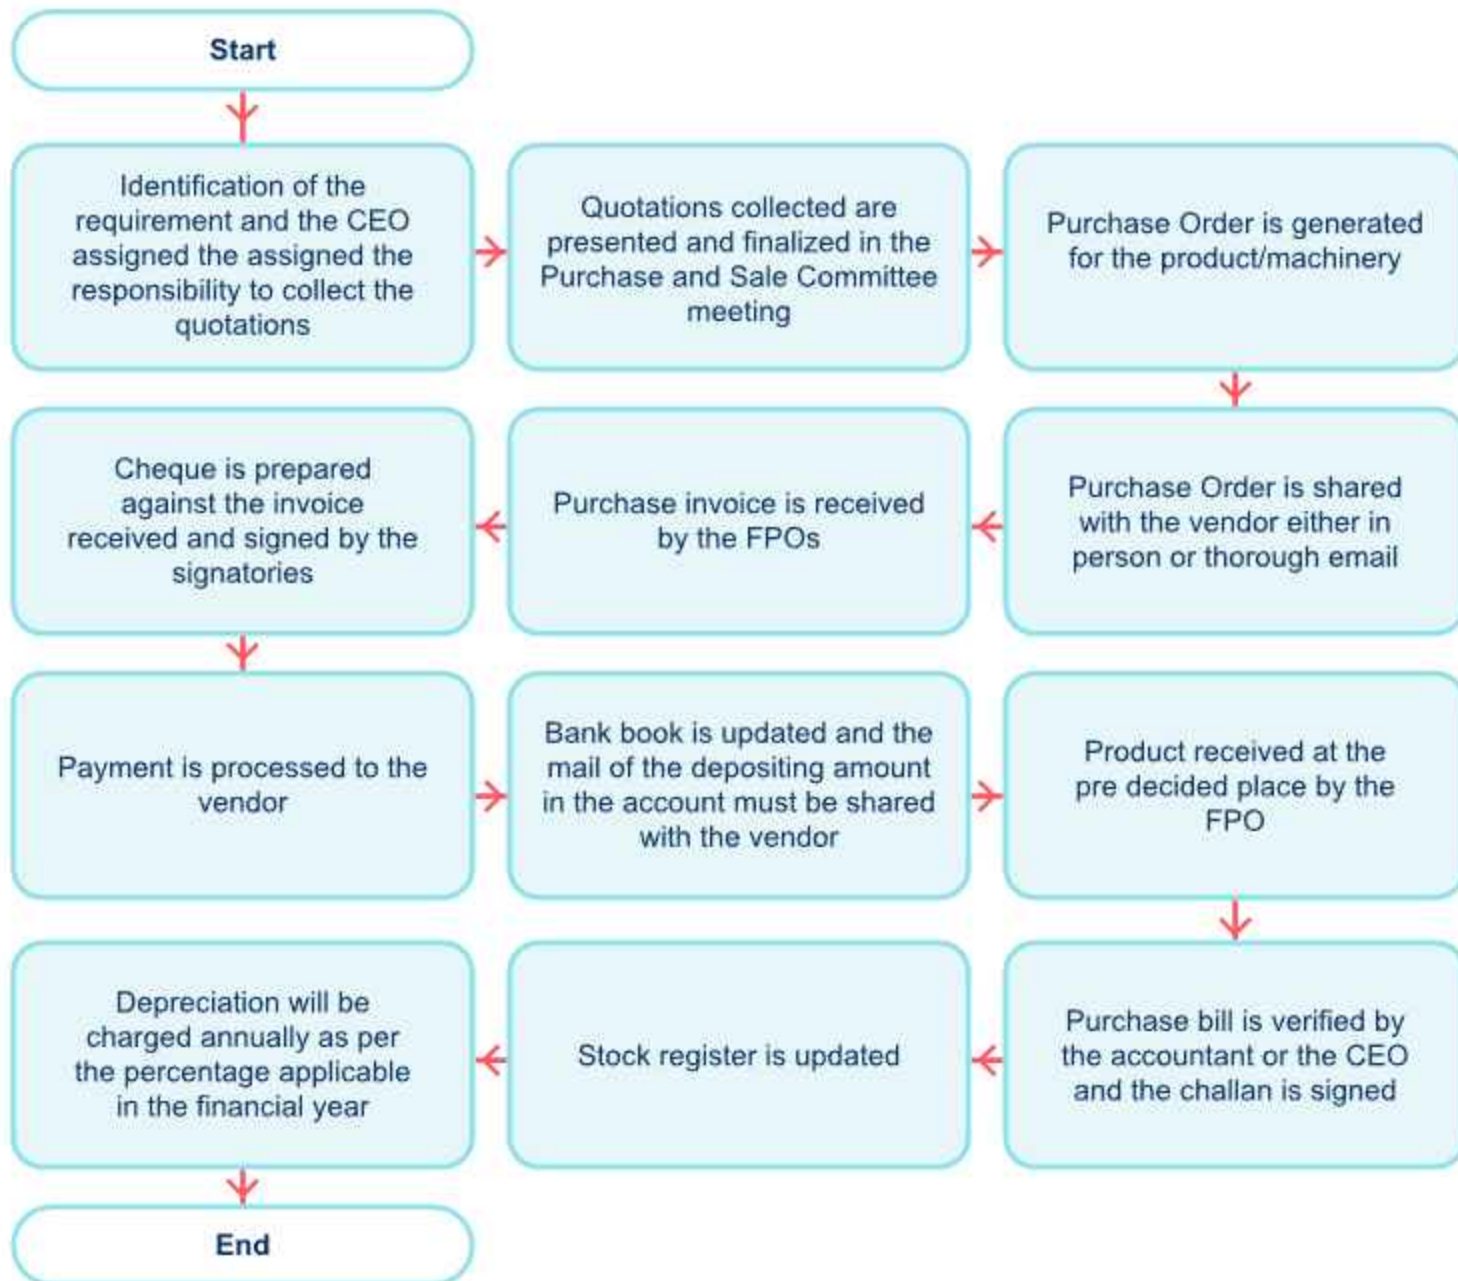 Start
Identification of the
requirement and the CEO
assigned the assigned the
responsibility to collect the
quotations
Quotations collected are
presented and finalized in the
Purchase and Sale Committee
meeting
Purchase Order is generated
for the product/machinery
Purchase Order is shared
with the vendor either in
person or thorough email
Purchase invoice is received
by the FPOs
Cheque is prepared
against the invoice
received and signed by the
signatories
Payment is processed to the
vendor
Bank book is updated and the
mail of the depositing amount
in the account must be shared
with the vendor
Product received at the
pre decided place by the
FPO
Purchase bill is verified by
the accountant or the CEO
and the challan is signed
Stock register is updated
Depreciation will be
charged annually as per
the percentage applicable
in the financial year
End